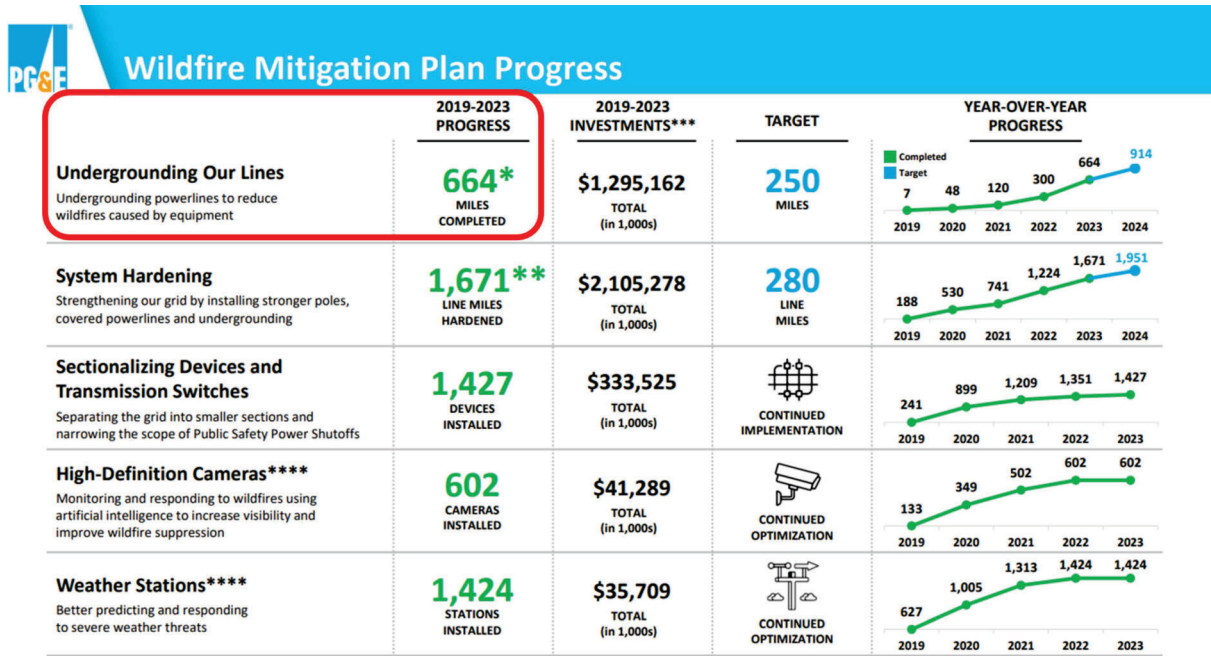 PG&E
Wildfire Mitigation Plan Progress
2019-2023
PROGRESS
2019-2023
INVESTMENTS***
TARGET
YEAR-OVER-YEAR
PROGRESS
Undergrounding Our Lines
Undergrounding powerlines to reduce
wildfires caused by equipment
664*
MILES
COMPLETED
$1,295,162
TOTAL
(in 1,000s)
250
MILES
Completed
Target
7 48 120 300 664 914
2019 2020 2021 2022 2023 2024
System Hardening
Strengthening our grid by installing stronger poles,
covered powerlines and undergrounding
1,671**
LINE MILES
HARDENED
$2,105,278
TOTAL
(in 1,000s)
280
LINE
MILES
188 530 741 1,224 1,671 1,951
2019 2020 2021 2022 2023 2024
Sectionalizing Devices and
Transmission Switches
Separating the grid into smaller sections and
narrowing the scope of Public Safety Power Shutoffs
1,427
DEVICES
INSTALLED
$333,525
TOTAL
(in 1,000s)
CONTINUED
IMPLEMENTATION
241 899 1,209 1,351 1,427
2019 2020 2021 2022 2023
High-Definition Cameras****
Monitoring and responding to wildfires using
artificial intelligence to increase visibility and
improve wildfire suppression
602
CAMERAS
INSTALLED
$41,289
TOTAL
(in 1,000s)
CONTINUED
OPTIMIZATION
133 349 502 602 602
2019 2020 2021 2022 2023
Weather Stations****
Better predicting and responding
to severe weather threats
1,424
STATIONS
INSTALLED
$35,709
TOTAL
(in 1,000s)
CONTINUED
OPTIMIZATION
627 1,005 1,313 1,424 1,424
2019 2020 2021 2022 2023